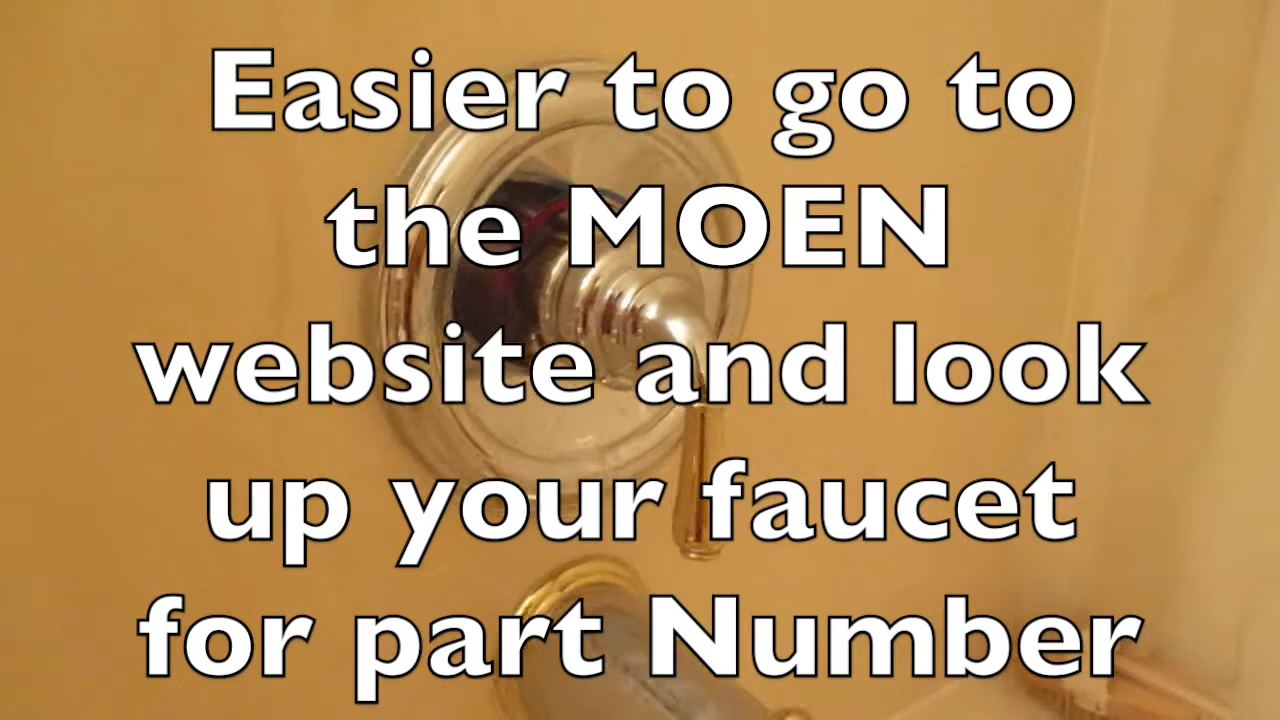 Easier to go to
the MOEN
website and look
up your faucet
for part Number